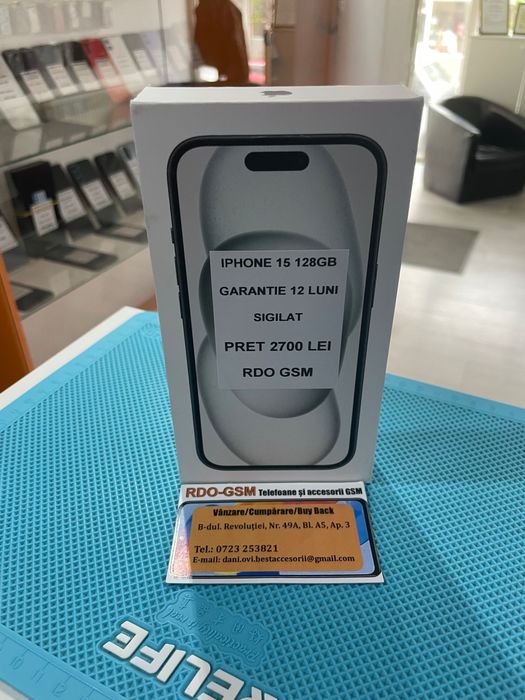 IPHONE 15 128GB
GARANTIE 12 LUNI
SIGILAT
PRET 2700 LEI
RDO GSM
RDO-GSM Telefoane și accesorii GSM
Vânzare/Cumpărare/Buy Back
B-dul. Revoluției, Nr. 49A, Bl. A5, Ap. 3
Tel.: 0723 253821
E-mail: dani.ovi.bestaccesorii@gmail.com
RELIFE